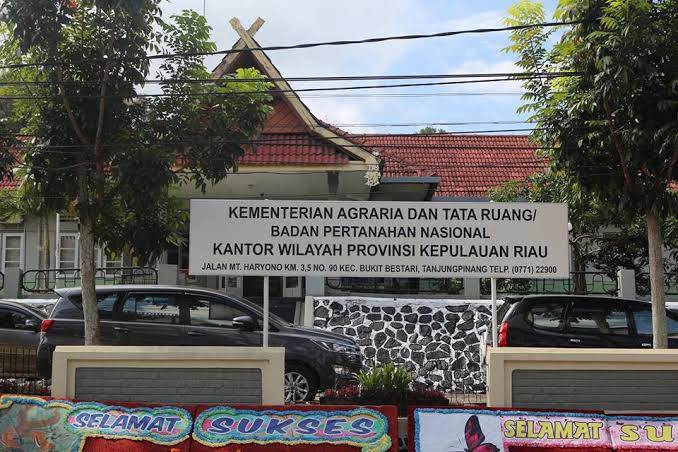 KEMENTERIAN AGRARIA DAN TATA RUANG/
BADAN PERTANAHAN NASIONAL
KANTOR WILAYAH PROVINSI KEPULAUAN RIAU
JALAN MT. HARYONO KM. 3,5 NO. 90 KEC. BUKIT BESTARI, TANJUNGPINANG TELP. (0771) 22900
SELAMAT SUKSES
SELAMAT SU